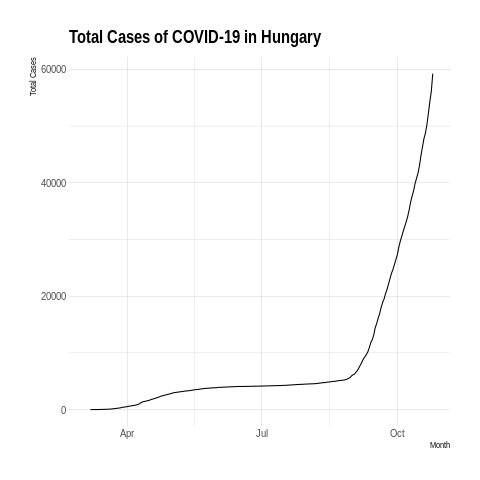 Total Cases of COVID-19 in Hungary
Total Cases
60000
40000
20000
0
Apr Jul Oct
Month